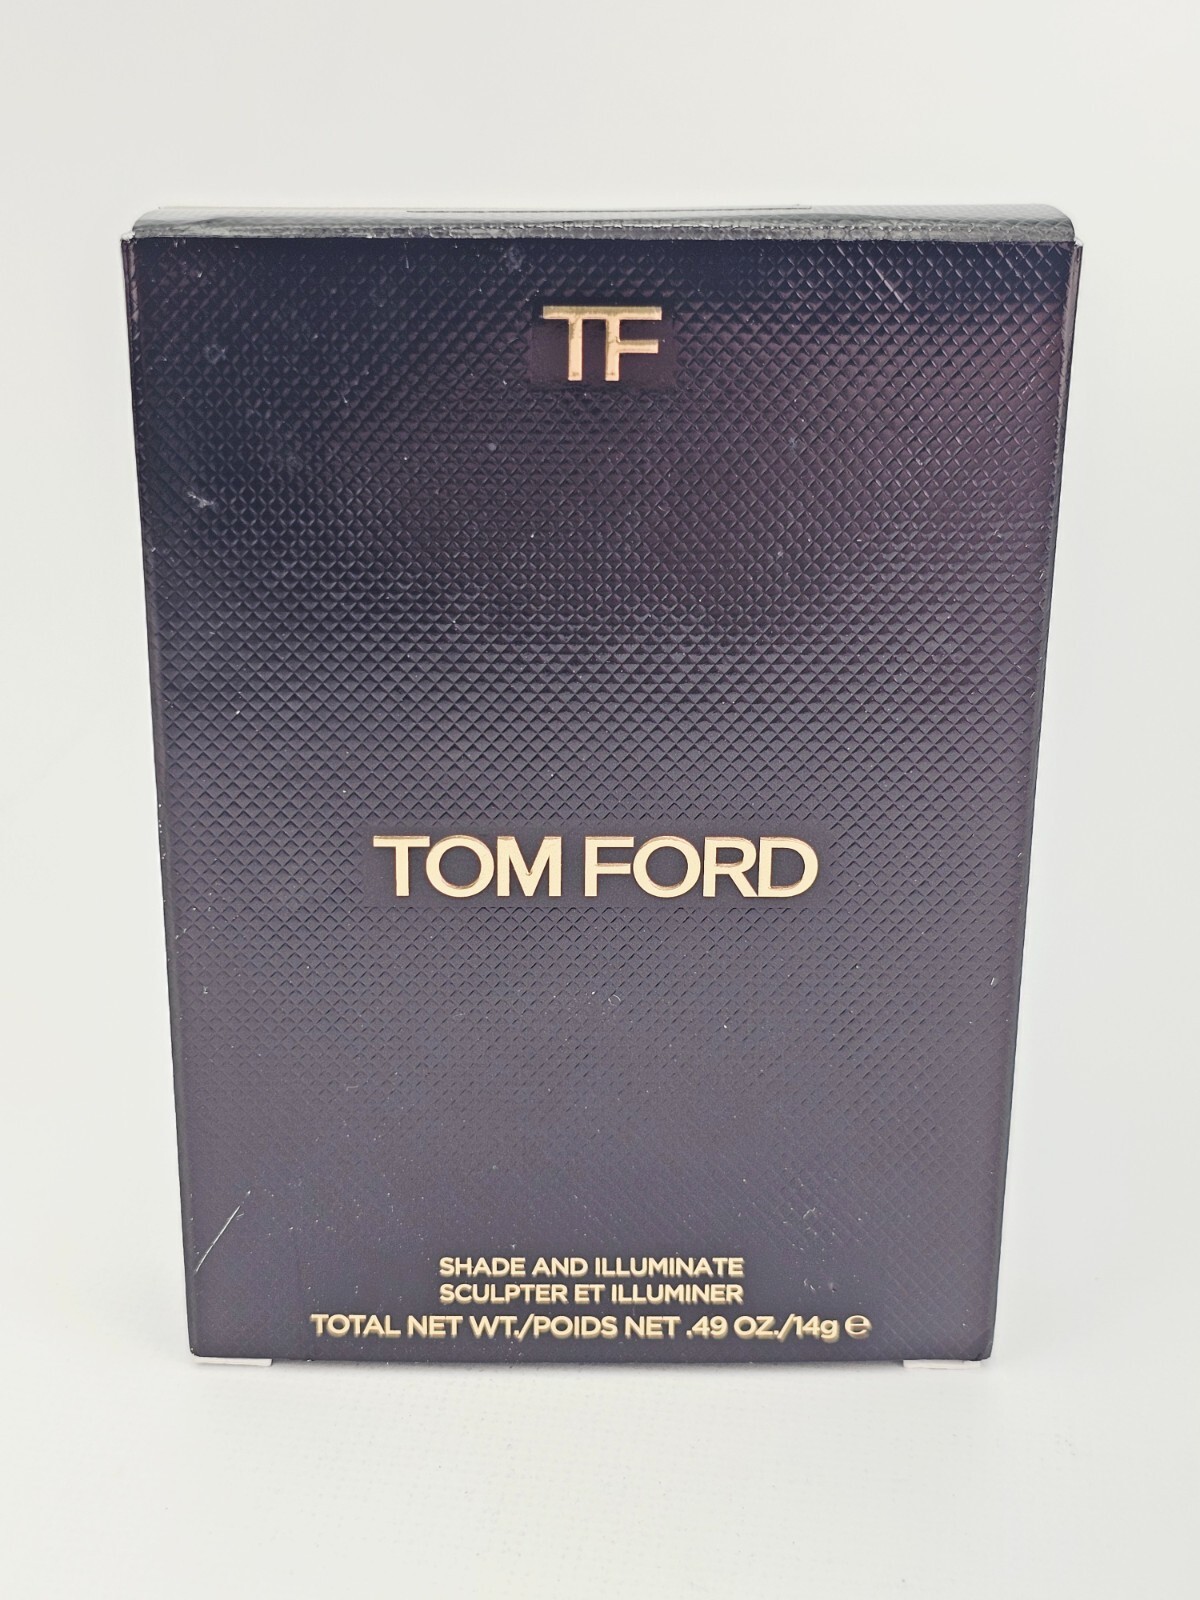 TF
TOM FORD
SHADE AND ILLUMINATE
SCULPTER ET ILLUMINER
TOTAL NET WT./POIDS NET .49 OZ./14g ℮